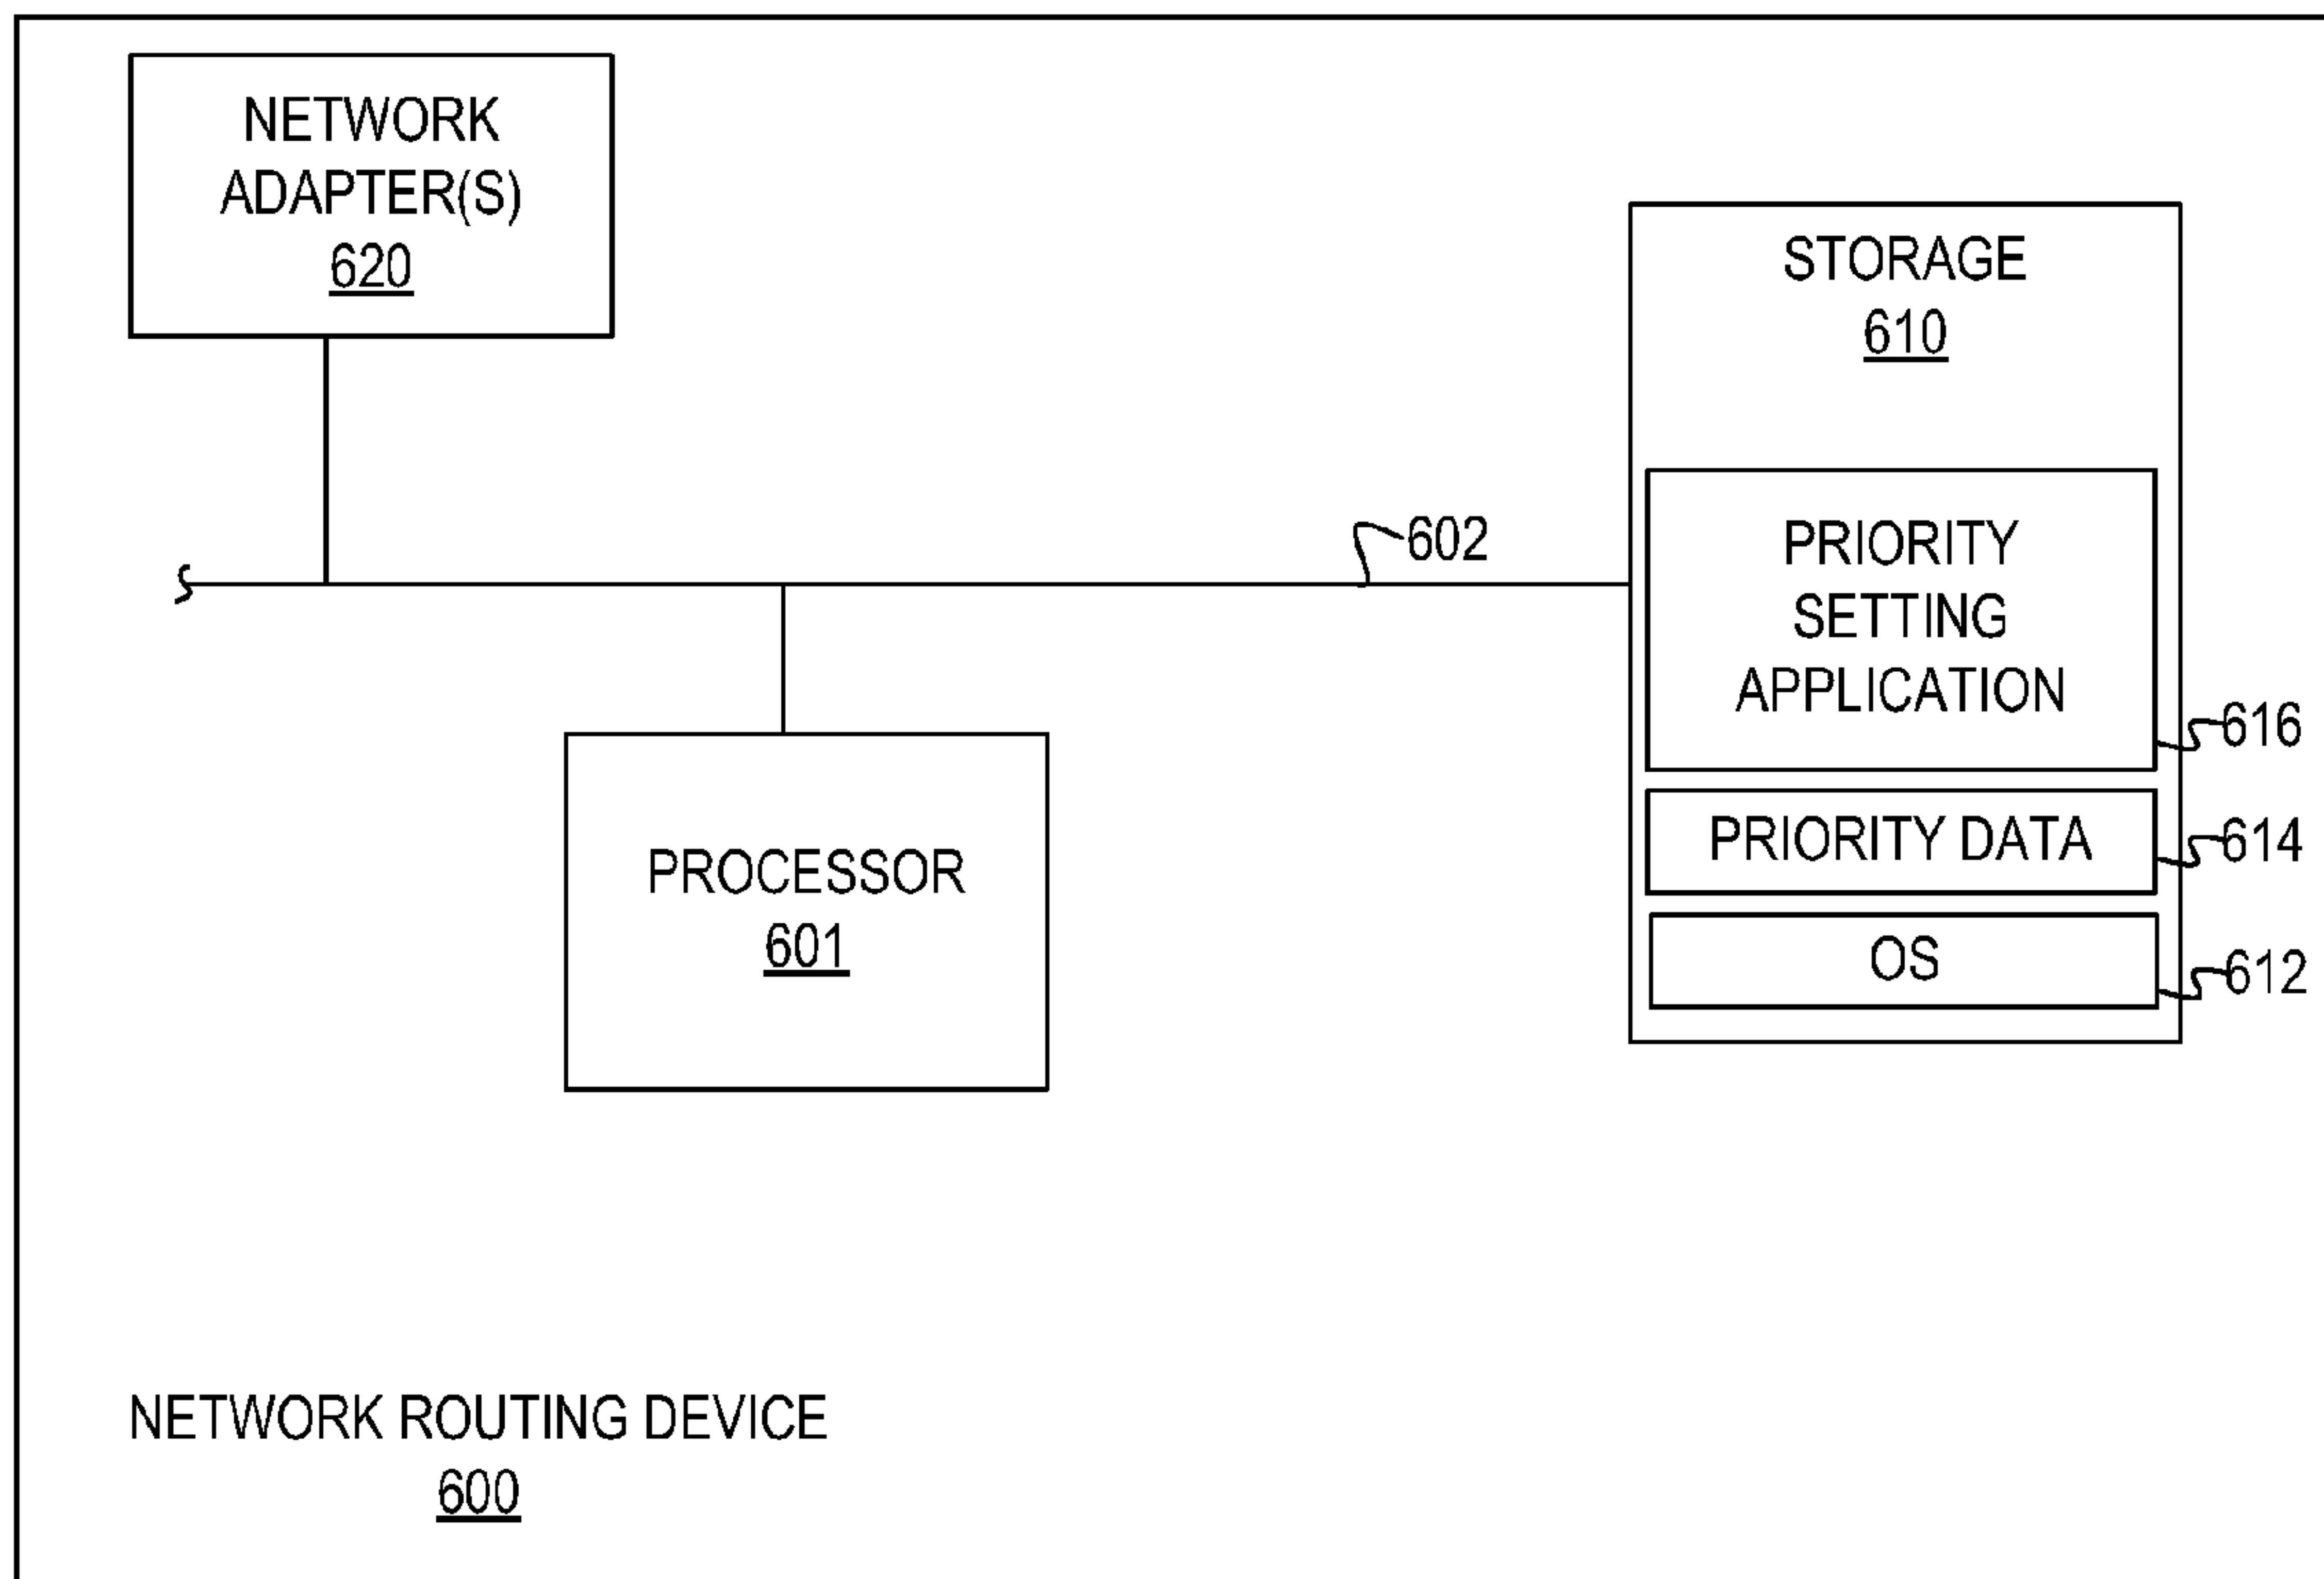 NETWORK
ADAPTER(S)
620
STORAGE
610
602
PRIORITY
SETTING
APPLICATION
616
PRIORITY DATA
614
OS
612
PROCESSOR
601
NETWORK ROUTING DEVICE
600